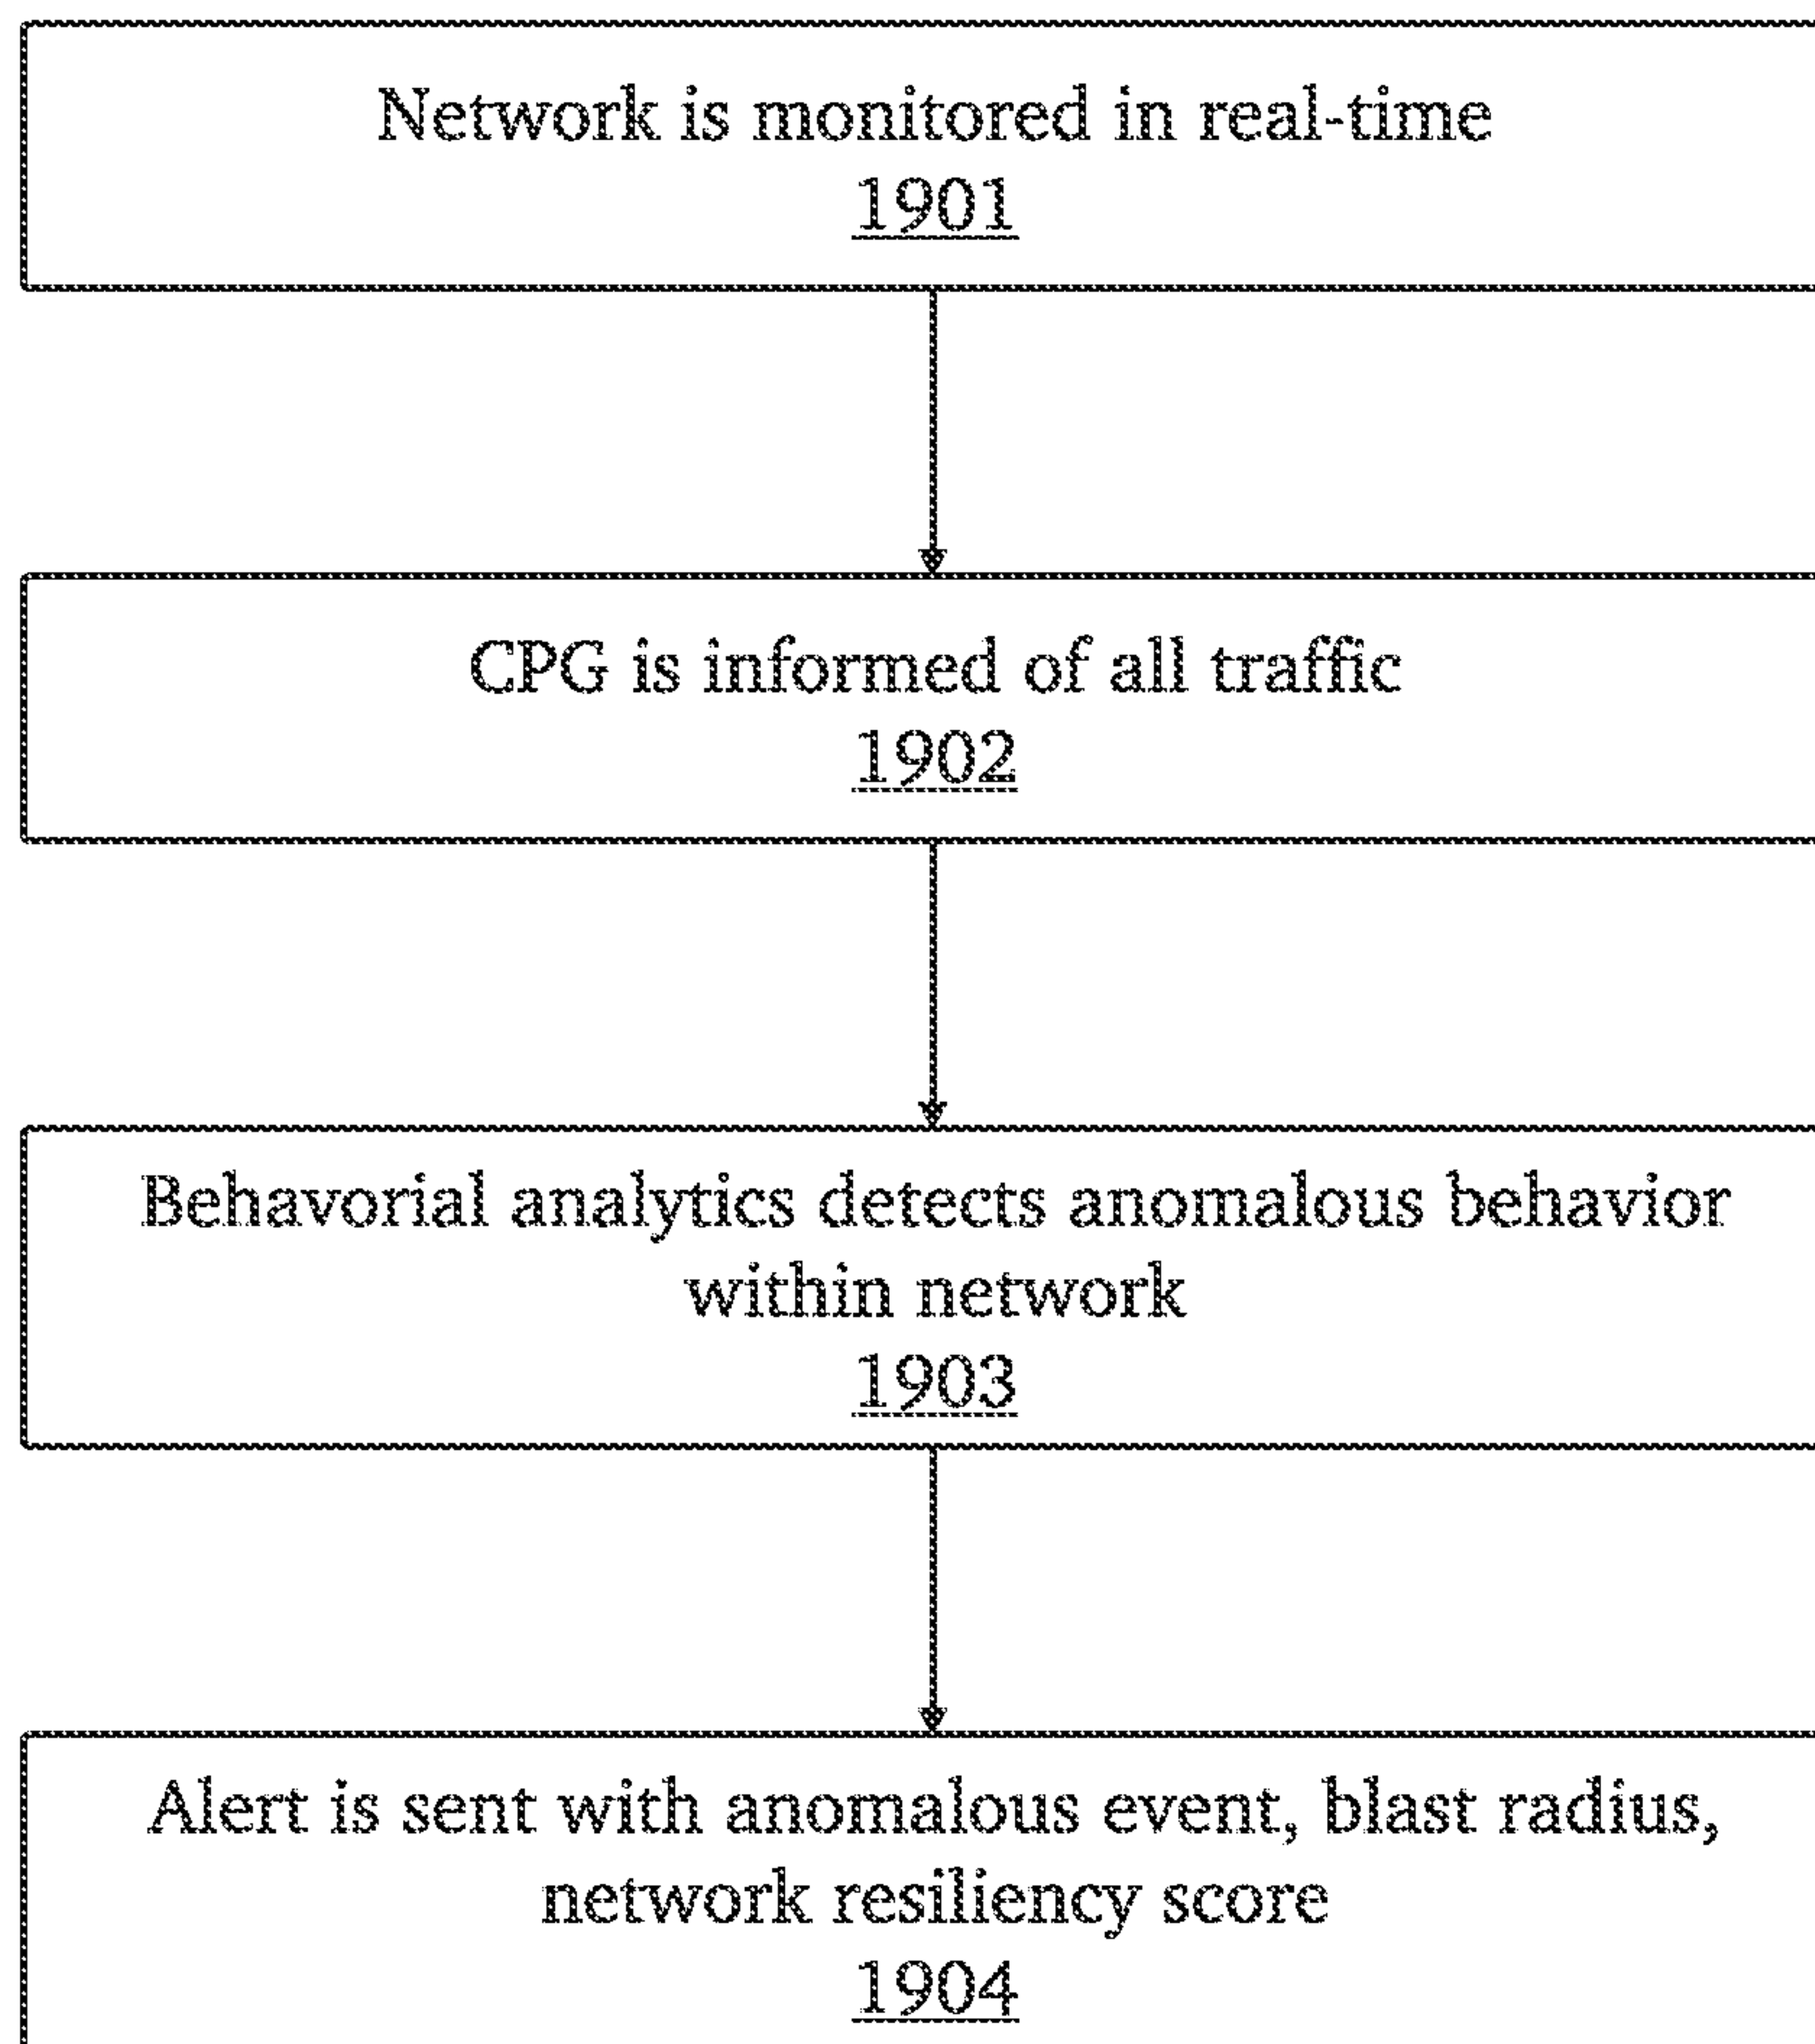 Network is monitored in real-time
1901
CPG is informed of all traffic
1902
Behavorial analytics detects anomalous behavior
within network
1903
Alert is sent with anomalous event, blast radius,
network resiliency score
1904